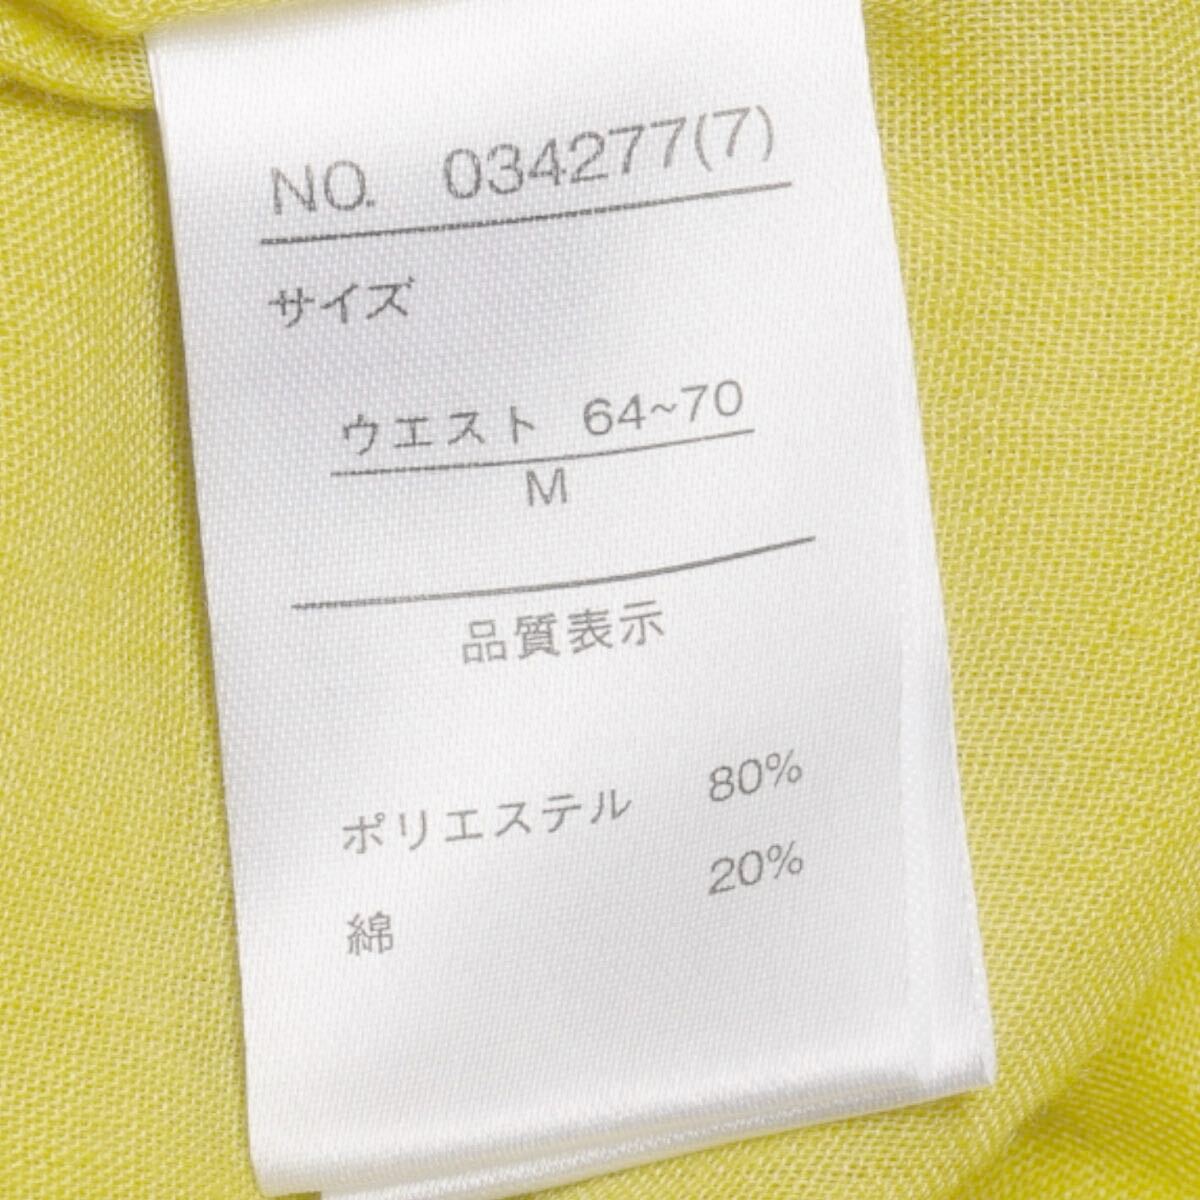 NO. 034277(7)
サイズ
ウエスト 64~70
M
品質表示
ポリエステル 80%
綿 20%